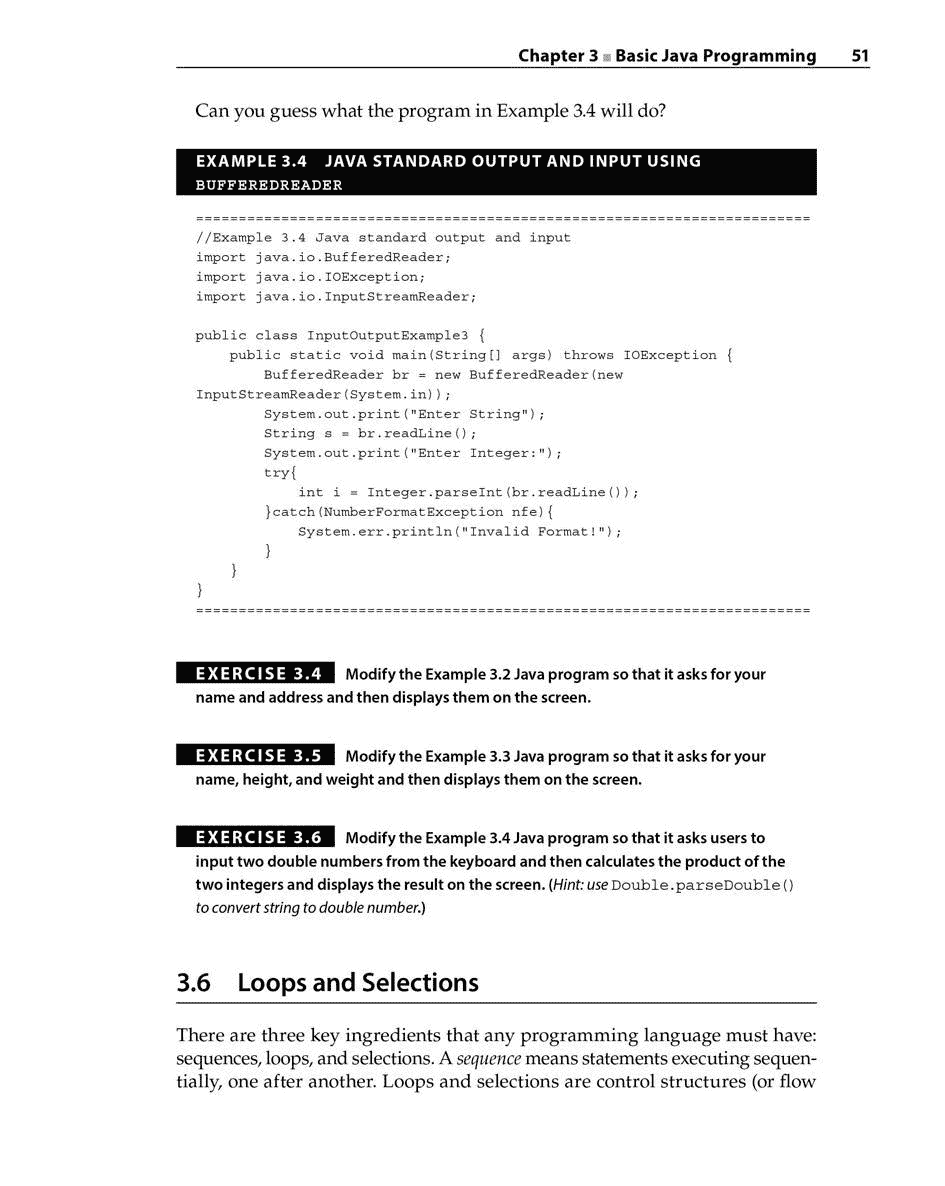 Chapter 3 ■ Basic Java Programming 51
Can you guess what the program in Example 3.4 will do?
EXAMPLE 3.4 JAVA STANDARD OUTPUT AND INPUT USING
BUFFEREDREADER
========================================================================
//Example 3.4 Java standard output and input
import java.io.BufferedReader;
import java.io.IOException;
import java.io.InputStreamReader;

public class InputOutputExample3 {
    public static void main(String[] args) throws IOException {
        BufferedReader br = new BufferedReader(new
InputStreamReader(System.in));
        System.out.print("Enter String");
        String s = br.readLine();
        System.out.print("Enter Integer:");
        try{
            int i = Integer.parseInt(br.readLine());
        }catch(NumberFormatException nfe){
            System.err.println("Invalid Format!");
        }
    }
}
========================================================================
EXERCISE 3.4 Modify the Example 3.2 Java program so that it asks for your
name and address and then displays them on the screen.
EXERCISE 3.5 Modify the Example 3.3 Java program so that it asks for your
name, height, and weight and then displays them on the screen.
EXERCISE 3.6 Modify the Example 3.4 Java program so that it asks users to
input two double numbers from the keyboard and then calculates the product of the
two integers and displays the result on the screen. (Hint: use Double.parseDouble()
to convert string to double number.)
3.6 Loops and Selections
There are three key ingredients that any programming language must have:
sequences, loops, and selections. A sequence means statements executing sequen-
tially, one after another. Loops and selections are control structures (or flow